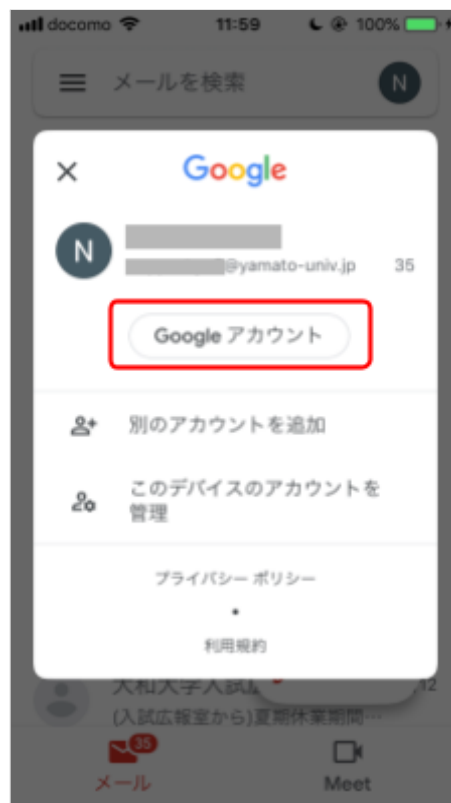 docomo 11:59 100%
メールを検索 N
Google
N
@yamato-univ.jp 35
Google アカウント
別のアカウントを追加
このデバイスのアカウントを
管理
プライバシー ポリシー
•
利用規約
大和大学入試広 12
(入試広報室から)夏期休業期間…
35
メール Meet